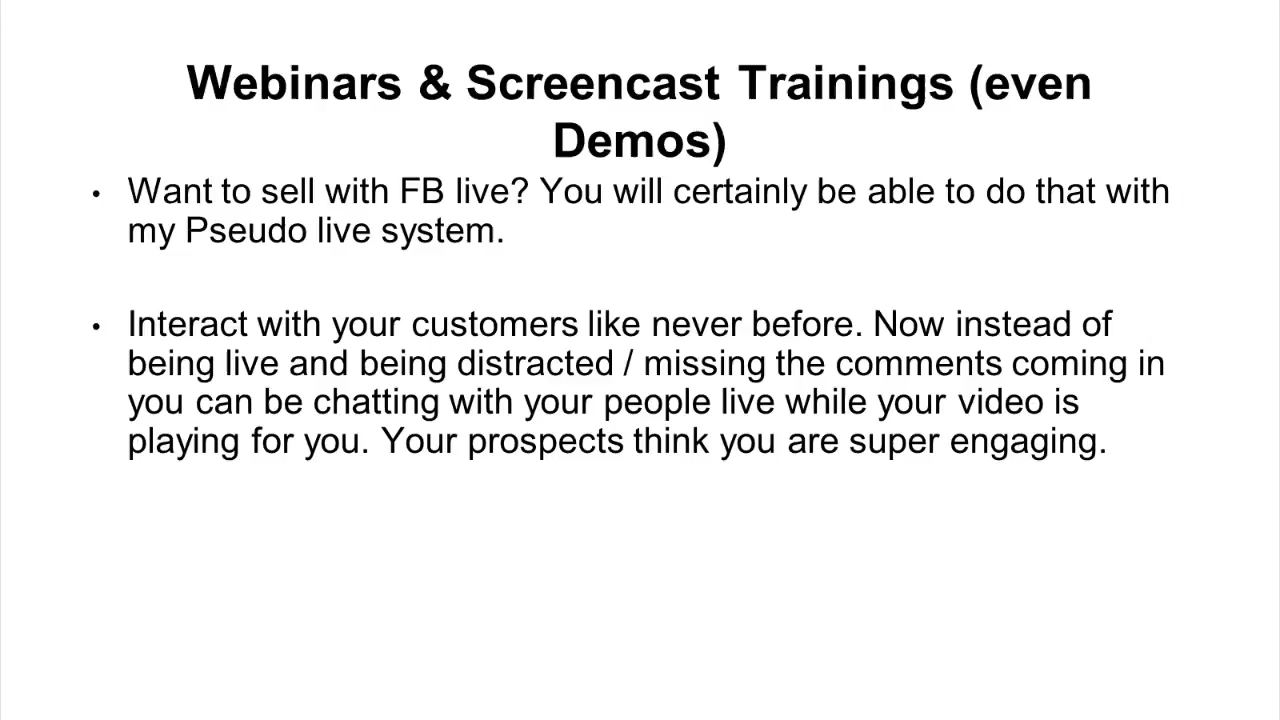 Webinars & Screencast Trainings (even
Demos)
• Want to sell with FB live? You will certainly be able to do that with
my Pseudo live system.
• Interact with your customers like never before. Now instead of
being live and being distracted / missing the comments coming in
you can be chatting with your people live while your video is
playing for you. Your prospects think you are super engaging.